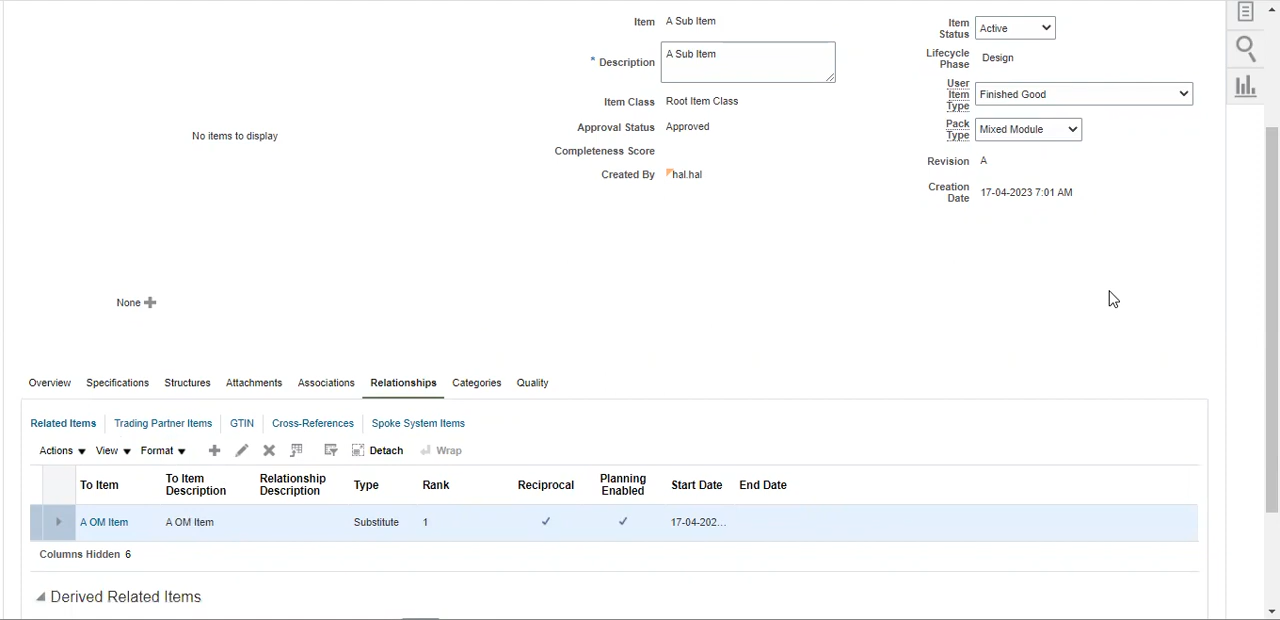 Item A Sub Item
Item Status Active
* Description A Sub Item
Lifecycle Phase Design
Item Class Root Item Class
User Item Type Finished Good
Approval Status Approved
Pack Type Mixed Module
No items to display
Completeness Score
Revision A
Created By hal.hal
Creation Date 17-04-2023 7:01 AM
None
Overview Specifications Structures Attachments Associations Relationships Categories Quality
Related Items Trading Partner Items GTIN Cross-References Spoke System Items
Actions View Format Detach Wrap
To Item To Item Description Relationship Description Type Rank Reciprocal Planning Enabled Start Date End Date
A OM Item A OM Item Substitute 1 17-04-202...
Columns Hidden 6
Derived Related Items